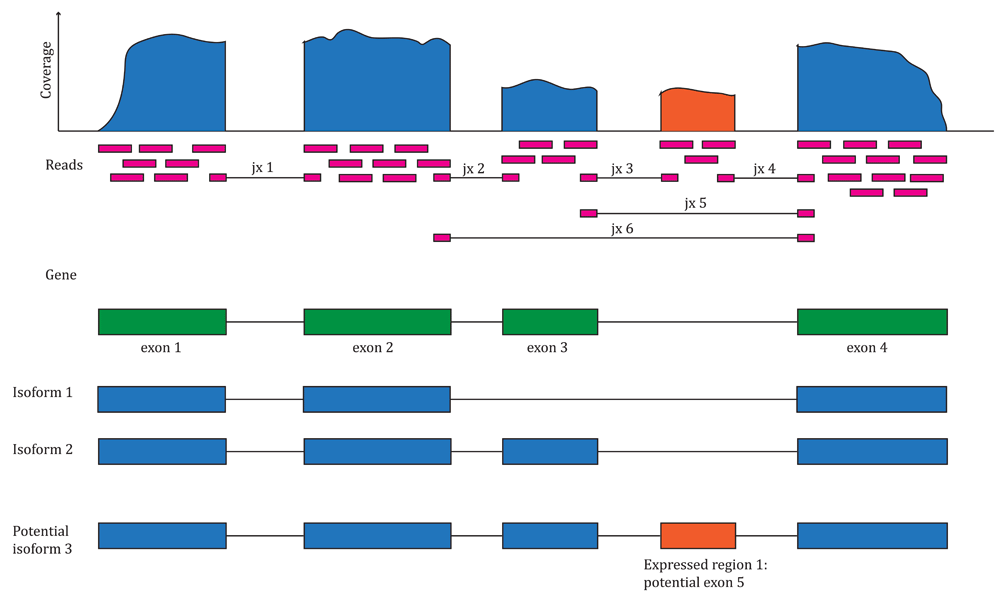 Coverage
Reads
jx 1
jx 2
jx 3
jx 4
jx 5
jx 6
Gene
exon 1
exon 2
exon 3
exon 4
Isoform 1
Isoform 2
Potential
isoform 3
Expressed region 1:
potential exon 5